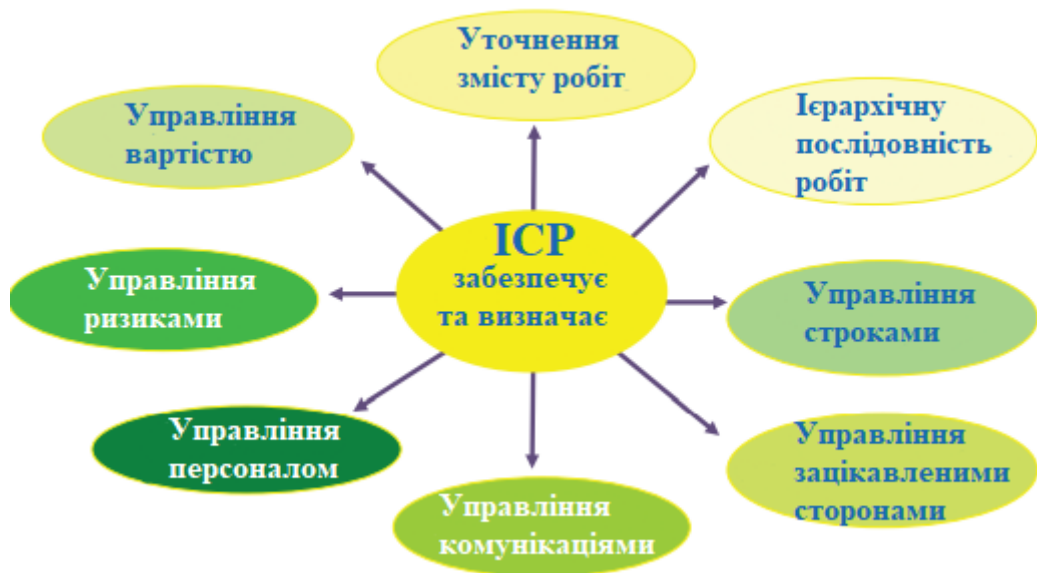 Уточнення
змісту робіт
Управління
вартістю
Ієрархічну
послідовність
робіт
ІСР
забезпечує
та визначає
Управління
ризиками
Управління
строками
Управління
персоналом
Управління
зацікавленими
сторонами
Управління
комунікаціями